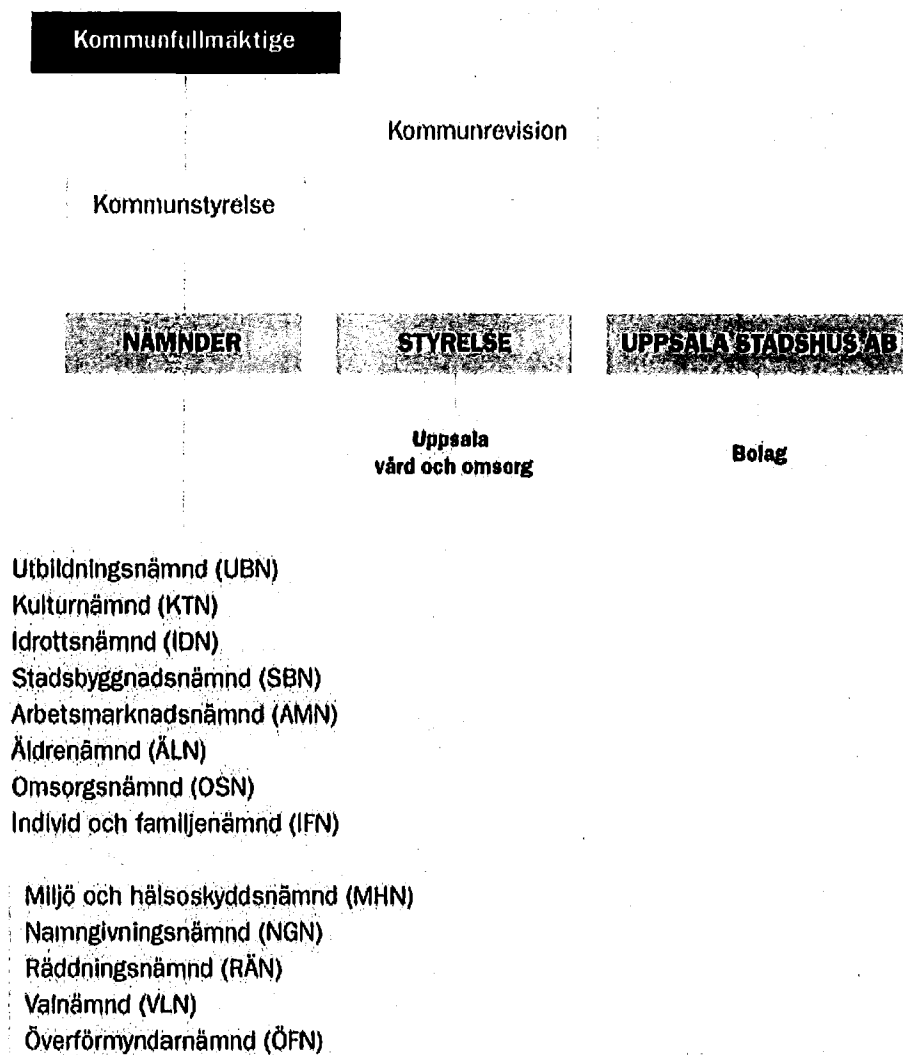 Kommunfullmäktige
Kommunrevision
Kommunstyrelse
NÄMNDER
STYRELSE
UPPSALA STADSHUS AB
Uppsala
vård och omsorg
Bolag
Utbildningsnämnd (UBN)
Kulturnämnd (KTN)
Idrottsnämnd (IDN)
Stadsbyggnadsnämnd (SBN)
Arbetsmarknadsnämnd (AMN)
Äldrenämnd (ÄLN)
Omsorgsnämnd (OSN)
Individ och familjenämnd (IFN)
Miljö och hälsoskyddsnämnd (MHN)
Namngivningsnämnd (NGN)
Räddningsnämnd (RÄN)
Valnämnd (VLN)
Överförmyndarnämnd (ÖFN)